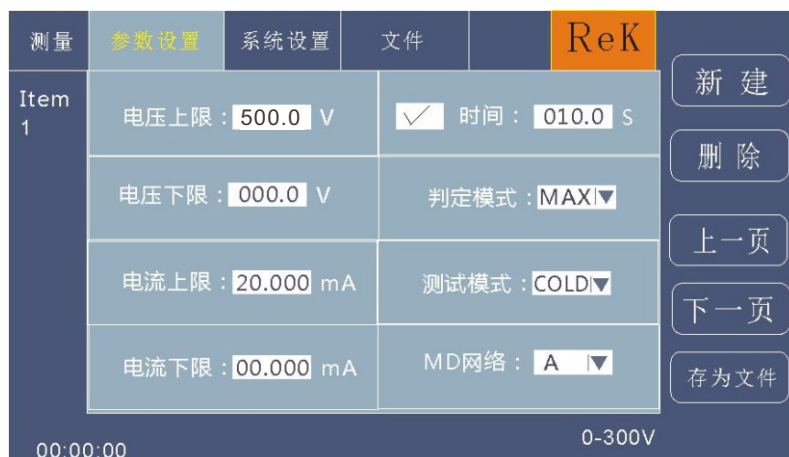 测量 参数设置 系统设置 文件 ReK
Item 1
电压上限：500.0 V
✓ 时间： 010.0 S
电压下限：000.0 V
判定模式：MAX
电流上限：20.000 mA
测试模式：COLD
电流下限：00.000 mA
MD网络： A
新 建
删 除
上一页
下一页
存为文件
00:00:00
0-300V